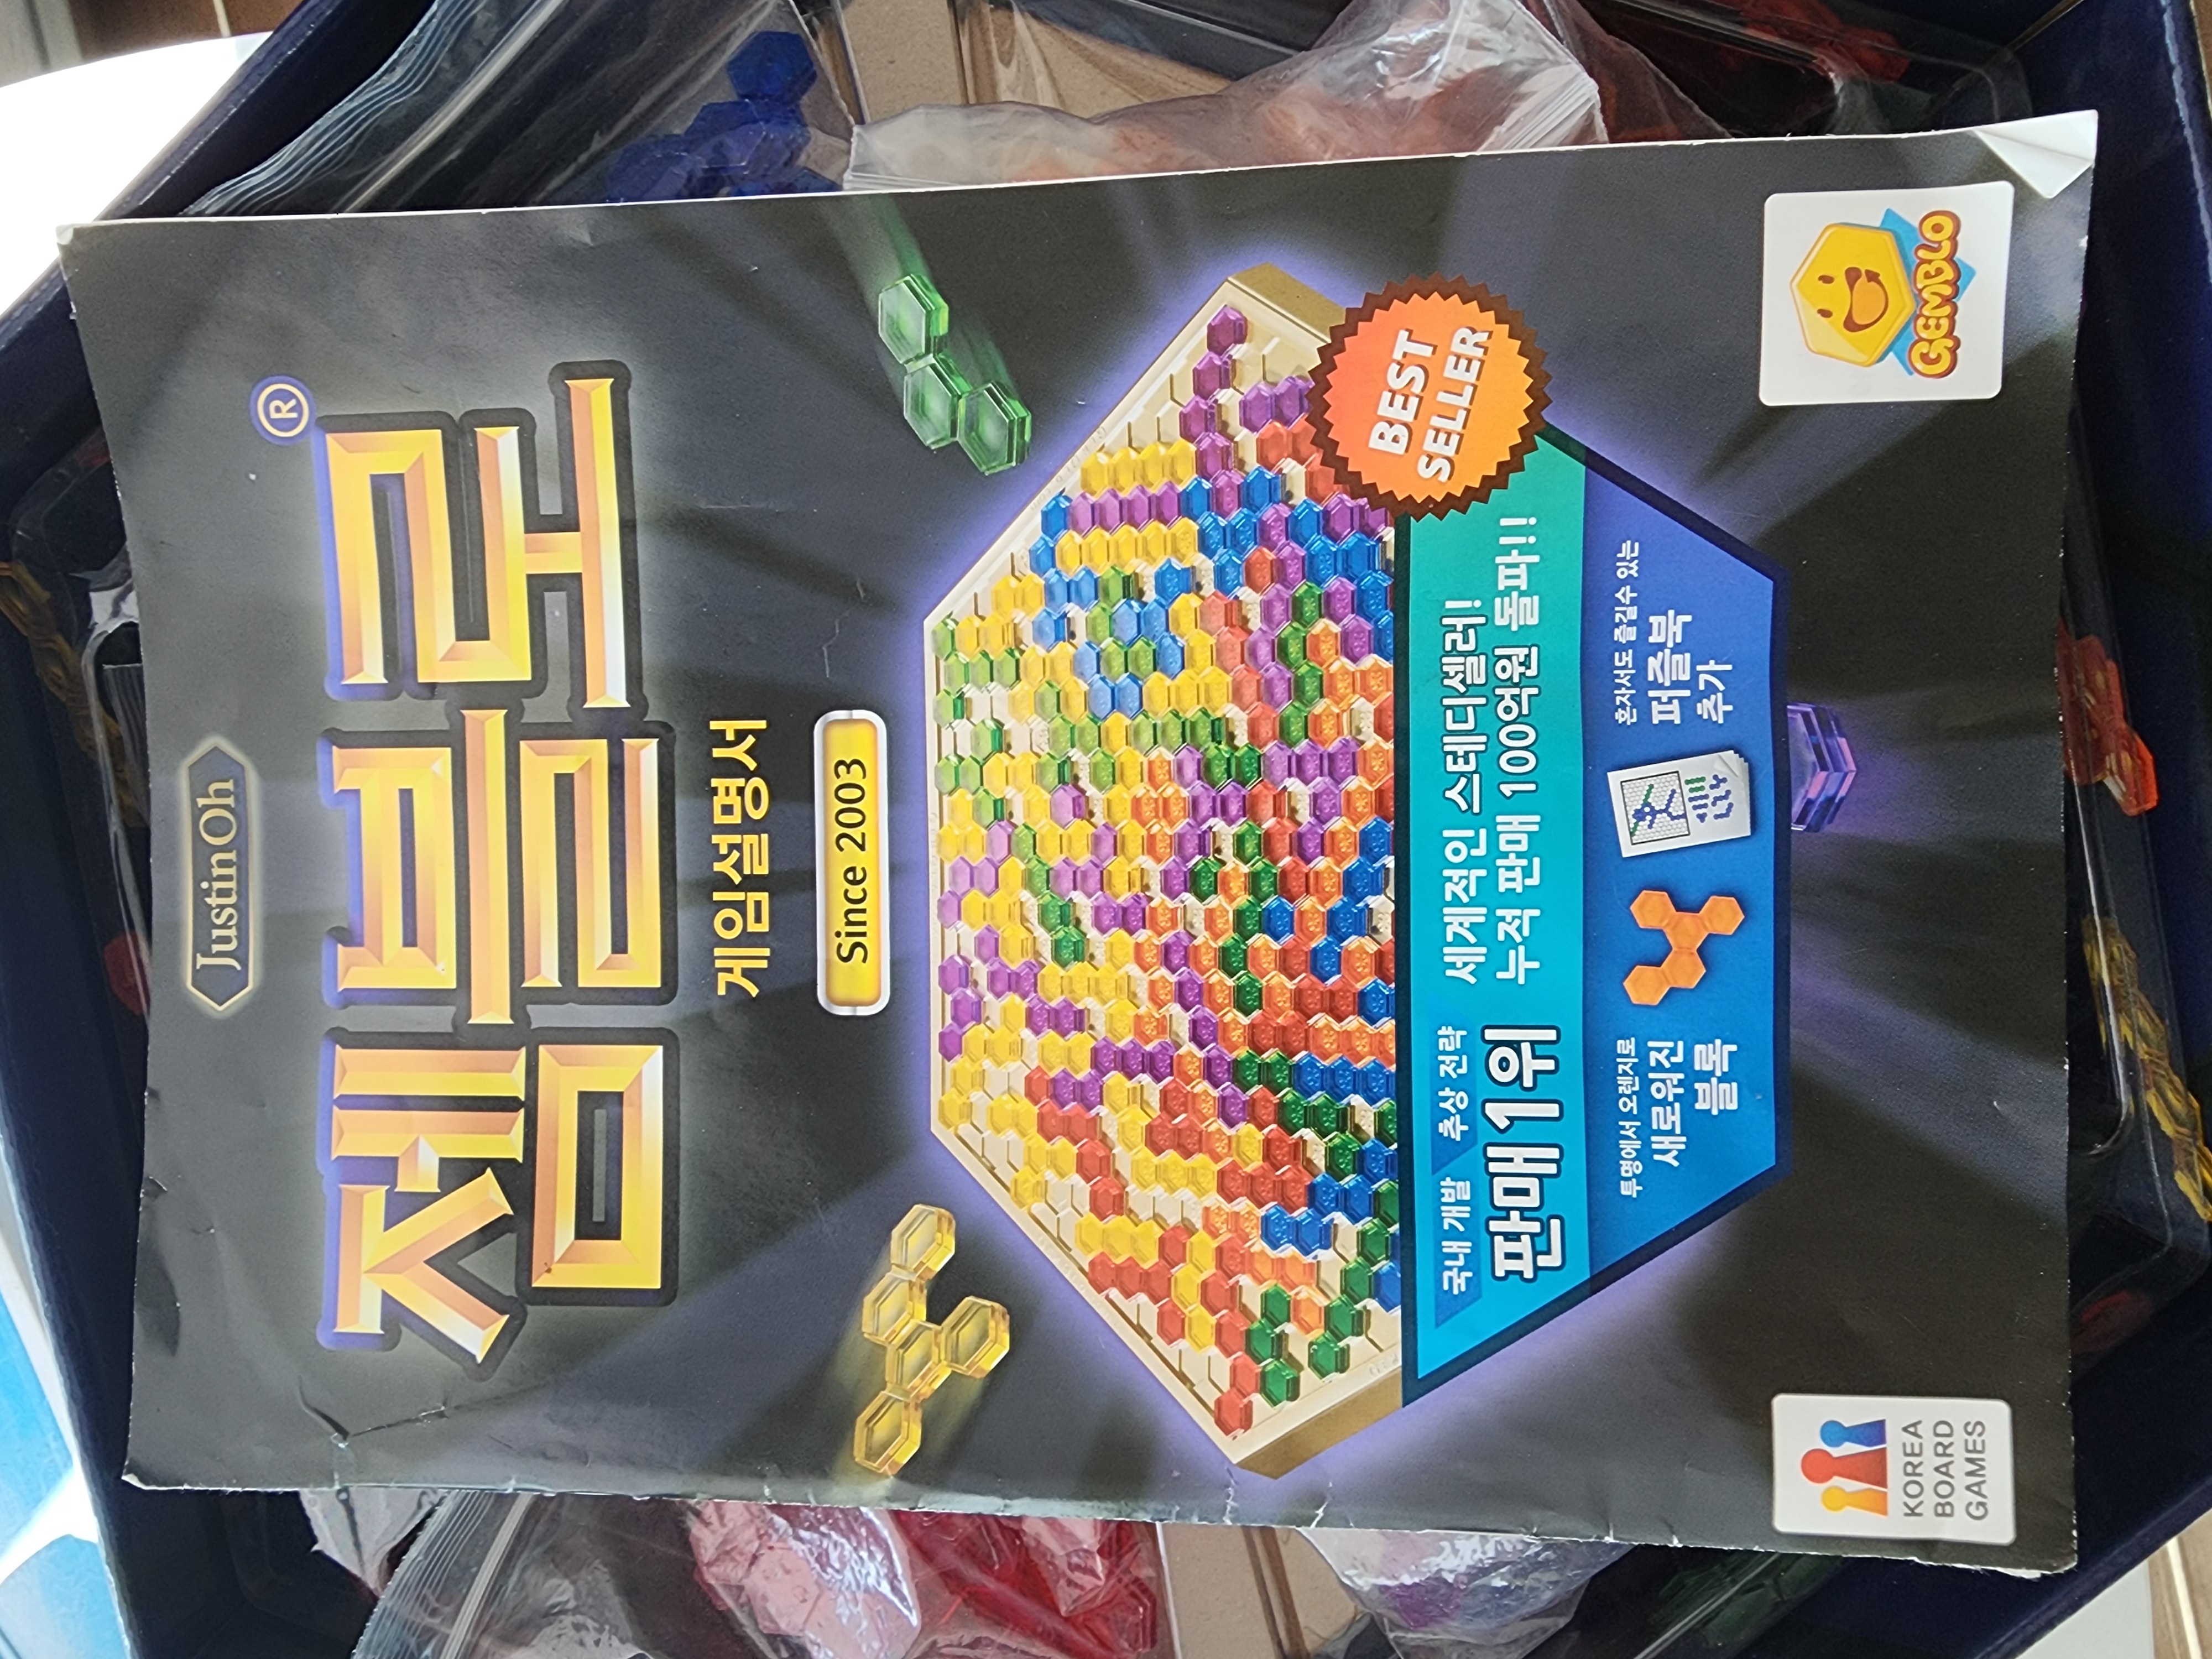 JustinOh
젬블로®
게임설명서
Since 2003
BEST
SELLER
국내 개발 추상 전략
판매1위
세계적인 스테디셀러!
누적 판매 100억원 돌파!!
투명에서 오렌지로
새로워진
블록
혼자서도 즐길수 있는
퍼즐북
추가
KOREA
BOARD
GAMES
GEMBLO